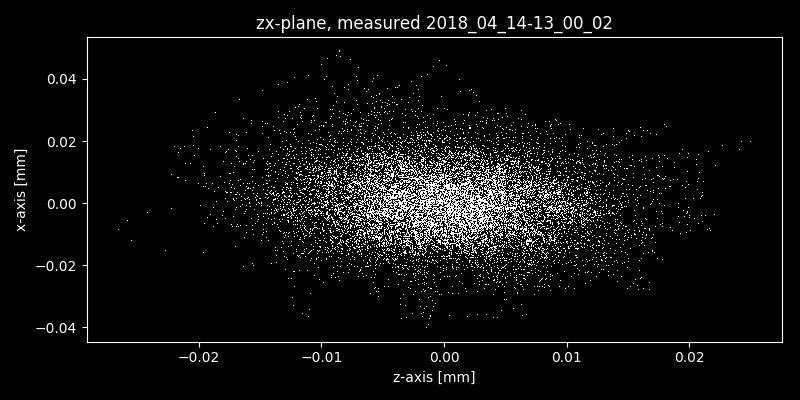 zx-plane, measured 2018_04_14-13_00_02
0.04
0.02
0.00
−0.02
−0.04
x-axis [mm]
−0.02 −0.01 0.00 0.01 0.02
z-axis [mm]